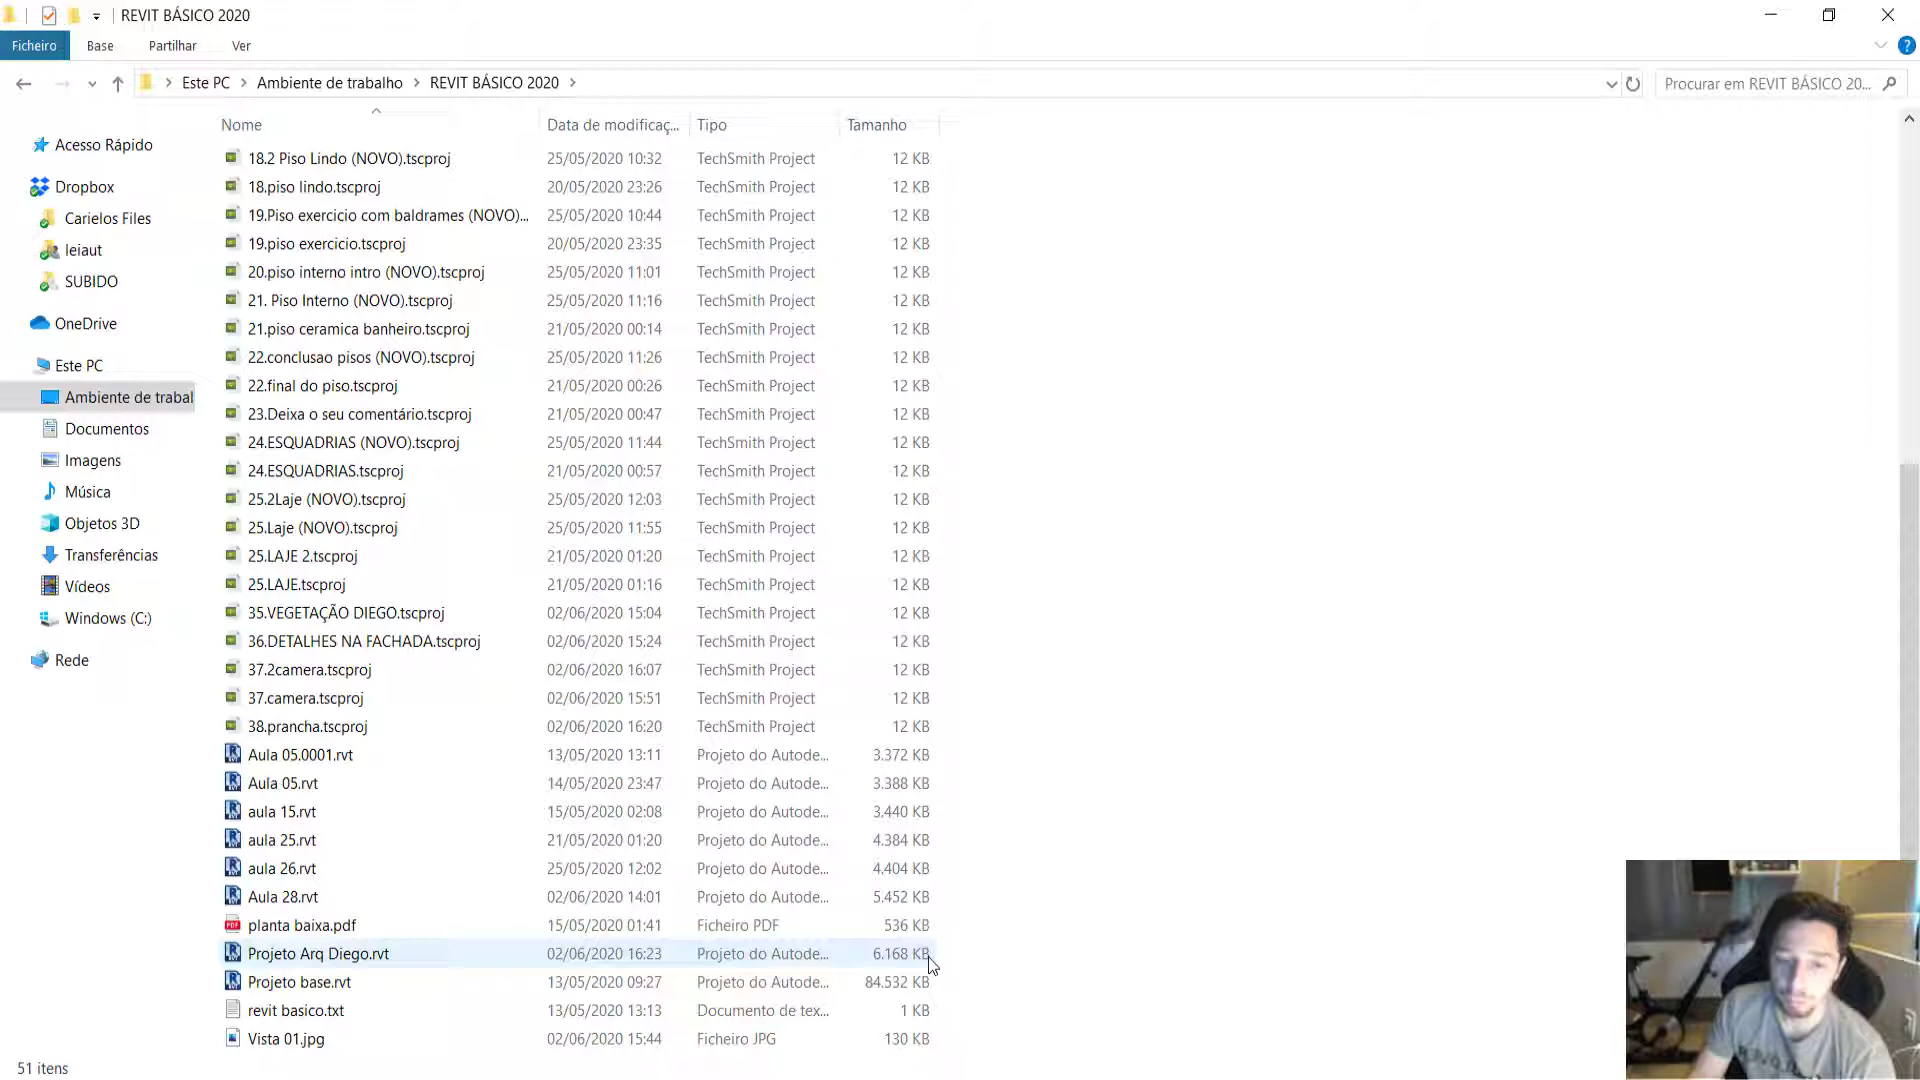 REVIT BÁSICO 2020
Ficheiro Base Partilhar Ver
Este PC Ambiente de trabalho REVIT BÁSICO 2020
Procurar em REVIT BÁSICO 20...
Nome Data de modificaç... Tipo Tamanho
Acesso Rápido
Dropbox
Carielos Files
leiaut
SUBIDO
OneDrive
Este PC
Ambiente de trabal
Documentos
Imagens
Música
Objetos 3D
Transferências
Vídeos
Windows (C:)
Rede
18.2 Piso Lindo (NOVO).tscproj 25/05/2020 10:32 TechSmith Project 12 KB
18.piso lindo.tscproj 20/05/2020 23:26 TechSmith Project 12 KB
19.Piso exercicio com baldrames (NOVO)... 25/05/2020 10:44 TechSmith Project 12 KB
19.piso exercicio.tscproj 20/05/2020 23:35 TechSmith Project 12 KB
20.piso interno intro (NOVO).tscproj 25/05/2020 11:01 TechSmith Project 12 KB
21. Piso Interno (NOVO).tscproj 25/05/2020 11:16 TechSmith Project 12 KB
21.piso ceramica banheiro.tscproj 21/05/2020 00:14 TechSmith Project 12 KB
22.conclusao pisos (NOVO).tscproj 25/05/2020 11:26 TechSmith Project 12 KB
22.final do piso.tscproj 21/05/2020 00:26 TechSmith Project 12 KB
23.Deixa o seu comentário.tscproj 21/05/2020 00:47 TechSmith Project 12 KB
24.ESQUADRIAS (NOVO).tscproj 25/05/2020 11:44 TechSmith Project 12 KB
24.ESQUADRIAS.tscproj 21/05/2020 00:57 TechSmith Project 12 KB
25.2Laje (NOVO).tscproj 25/05/2020 12:03 TechSmith Project 12 KB
25.Laje (NOVO).tscproj 25/05/2020 11:55 TechSmith Project 12 KB
25.LAJE 2.tscproj 21/05/2020 01:20 TechSmith Project 12 KB
25.LAJE.tscproj 21/05/2020 01:16 TechSmith Project 12 KB
35.VEGETAÇÃO DIEGO.tscproj 02/06/2020 15:04 TechSmith Project 12 KB
36.DETALHES NA FACHADA.tscproj 02/06/2020 15:24 TechSmith Project 12 KB
37.2camera.tscproj 02/06/2020 16:07 TechSmith Project 12 KB
37.camera.tscproj 02/06/2020 15:51 TechSmith Project 12 KB
38.prancha.tscproj 02/06/2020 16:20 TechSmith Project 12 KB
Aula 05.0001.rvt 13/05/2020 13:11 Projeto do Autode... 3.372 KB
Aula 05.rvt 14/05/2020 23:47 Projeto do Autode... 3.388 KB
aula 15.rvt 15/05/2020 02:08 Projeto do Autode... 3.440 KB
aula 25.rvt 21/05/2020 01:20 Projeto do Autode... 4.384 KB
aula 26.rvt 25/05/2020 12:02 Projeto do Autode... 4.404 KB
Aula 28.rvt 02/06/2020 14:01 Projeto do Autode... 5.452 KB
planta baixa.pdf 15/05/2020 01:41 Ficheiro PDF 536 KB
Projeto Arq Diego.rvt 02/06/2020 16:23 Projeto do Autode... 6.168 KB
Projeto base.rvt 13/05/2020 09:27 Projeto do Autode... 84.532 KB
revit basico.txt 13/05/2020 13:13 Documento de tex... 1 KB
Vista 01.jpg 02/06/2020 15:44 Ficheiro JPG 130 KB
51 itens